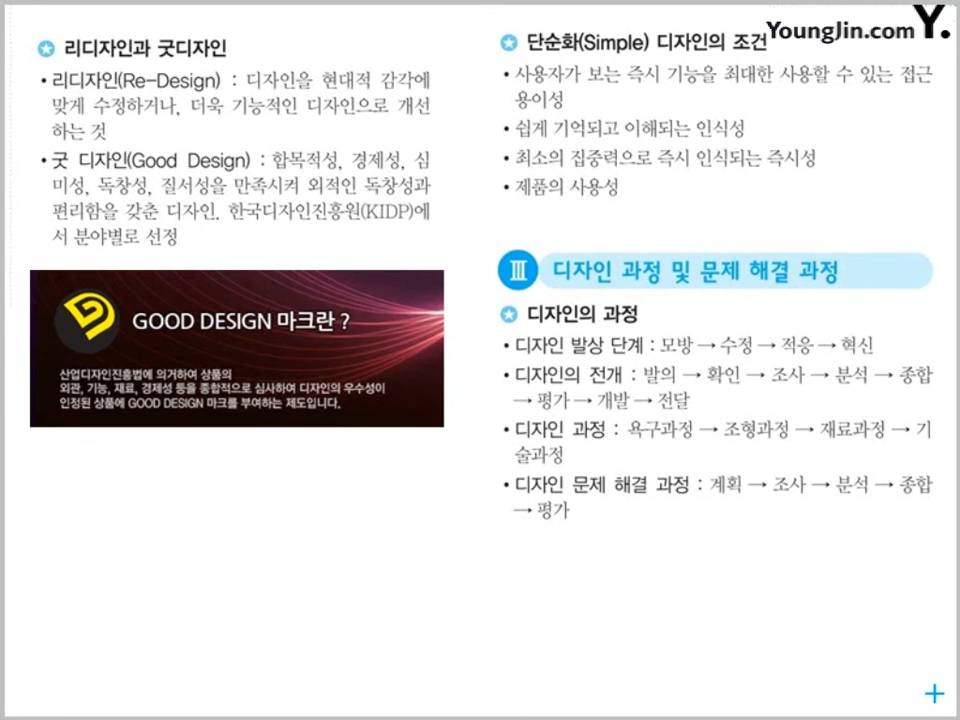 YoungJin.com Y.
리디자인과 굿디자인
• 리디자인(Re-Design) : 디자인을 현대적 감각에
맞게 수정하거나, 더욱 기능적인 디자인으로 개선
하는 것
• 굿 디자인(Good Design) : 합목적성, 경제성, 심
미성, 독창성, 질서성을 만족시켜 외적인 독창성과
편리함을 갖춘 디자인. 한국디자인진흥원(KIDP)에
서 분야별로 선정
GOOD DESIGN 마크란 ?
산업디자인진흥법에 의거하여 상품의
외관, 기능, 재료, 경제성 등을 종합적으로 심사하여 디자인의 우수성이
인정된 상품에 GOOD DESIGN 마크를 부여하는 제도입니다.
단순화(Simple) 디자인의 조건
• 사용자가 보는 즉시 기능을 최대한 사용할 수 있는 접근
용이성
• 쉽게 기억되고 이해되는 인식성
• 최소의 집중력으로 즉시 인식되는 즉시성
• 제품의 사용성
Ⅲ 디자인 과정 및 문제 해결 과정
디자인의 과정
• 디자인 발상 단계 : 모방 → 수정 → 적응 → 혁신
• 디자인의 전개 : 발의 → 확인 → 조사 → 분석 → 종합
→ 평가 → 개발 → 전달
• 디자인 과정 : 욕구과정 → 조형과정 → 재료과정 → 기
술과정
• 디자인 문제 해결 과정 : 계획 → 조사 → 분석 → 종합
→ 평가